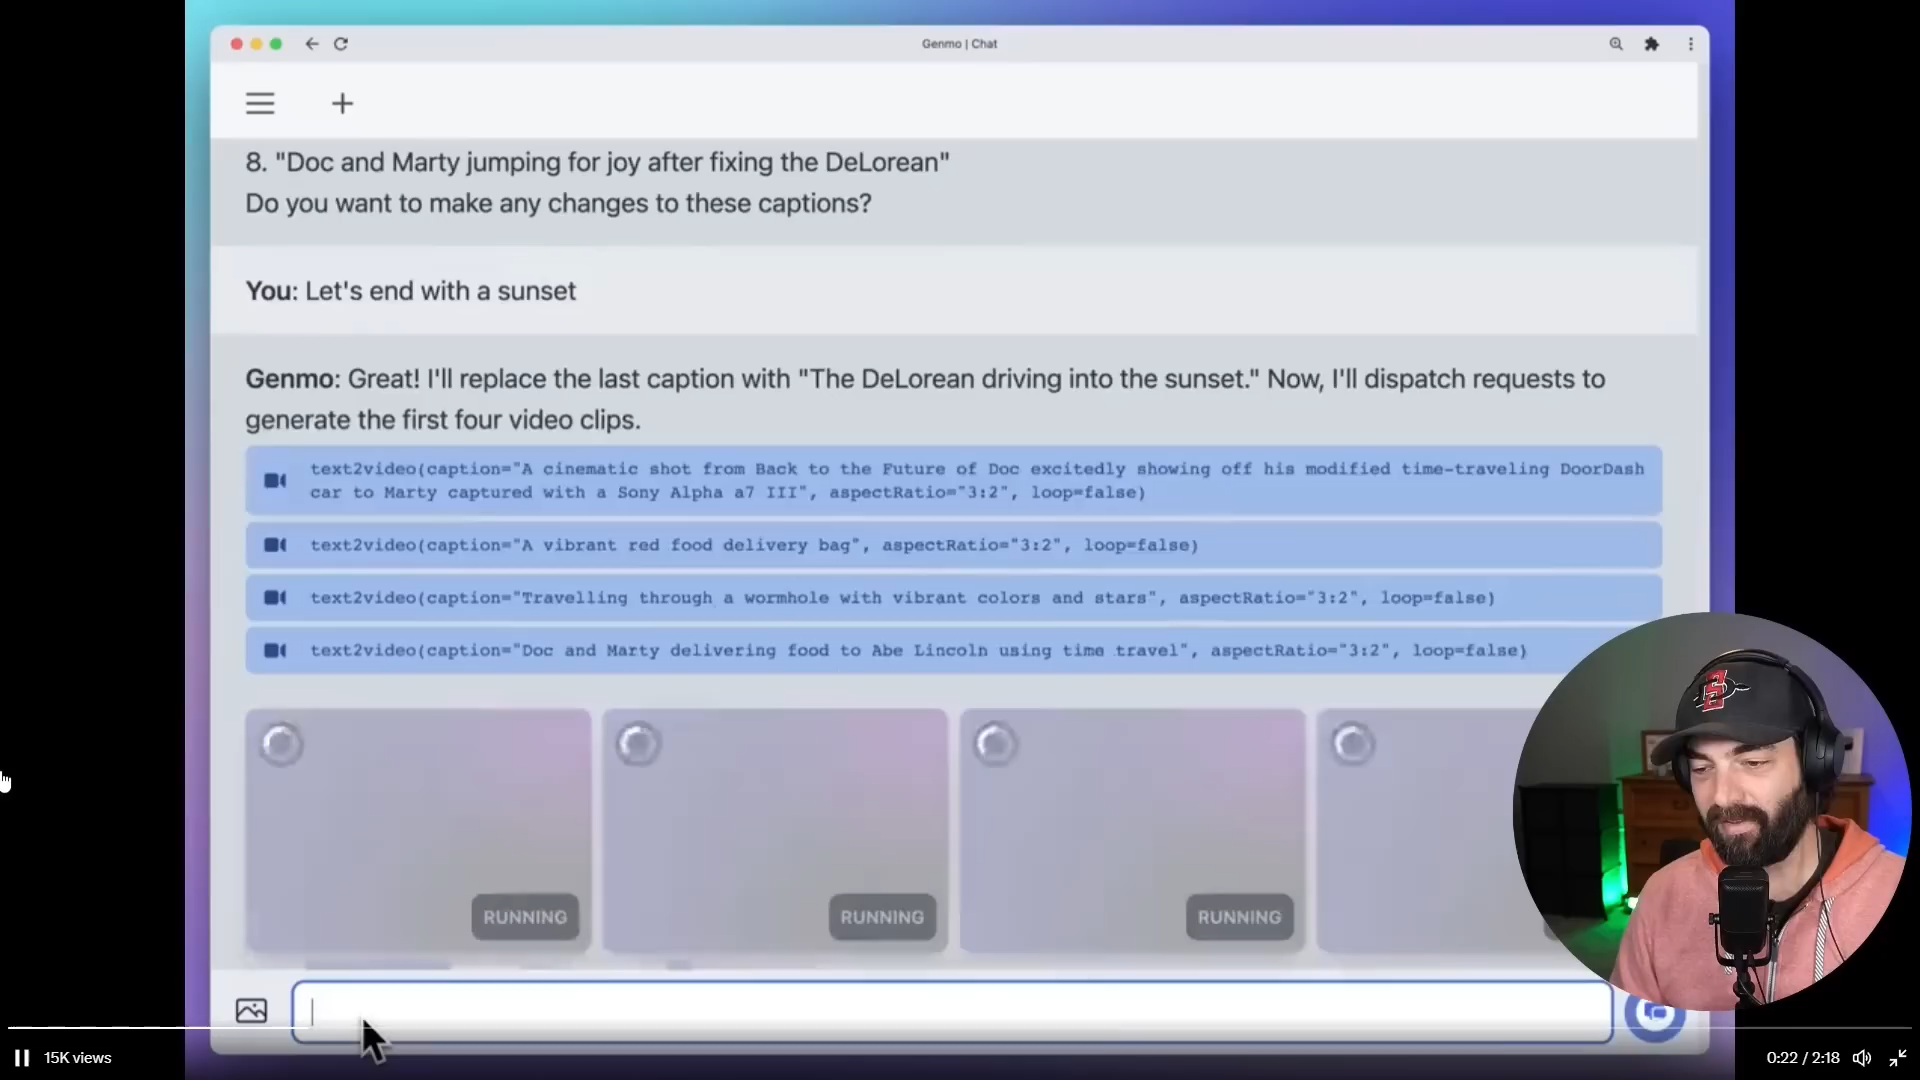 Genmo | Chat
8. "Doc and Marty jumping for joy after fixing the DeLorean"
Do you want to make any changes to these captions?
You: Let's end with a sunset
Genmo: Great! I'll replace the last caption with "The DeLorean driving into the sunset." Now, I'll dispatch requests to
generate the first four video clips.
text2video(caption="A cinematic shot from Back to the Future of Doc excitedly showing off his modified time-traveling DoorDash
car to Marty captured with a Sony Alpha a7 III", aspectRatio="3:2", loop=false)
text2video(caption="A vibrant red food delivery bag", aspectRatio="3:2", loop=false)
text2video(caption="Travelling through a wormhole with vibrant colors and stars", aspectRatio="3:2", loop=false)
text2video(caption="Doc and Marty delivering food to Abe Lincoln using time travel", aspectRatio="3:2", loop=false)
RUNNING
RUNNING
RUNNING
15K views
0:22 / 2:18